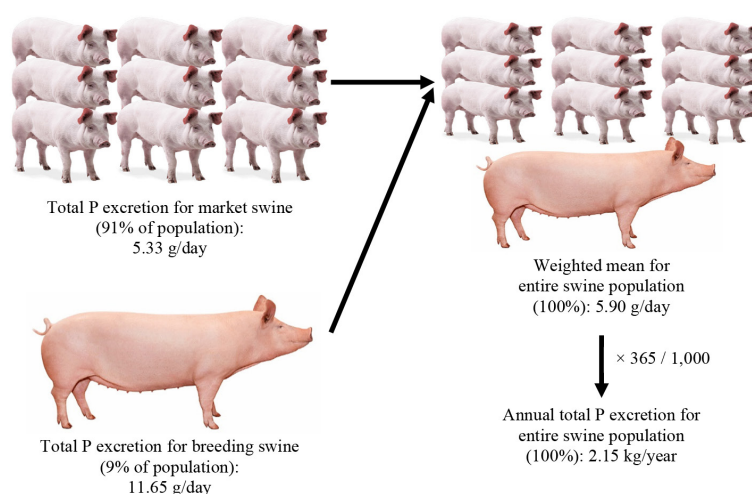 Total P excretion for market swine
(91% of population):
5.33 g/day
Total P excretion for breeding swine
(9% of population):
11.65 g/day
Weighted mean for
entire swine population
(100%): 5.90 g/day
× 365 / 1,000
Annual total P excretion for
entire swine population
(100%): 2.15 kg/year